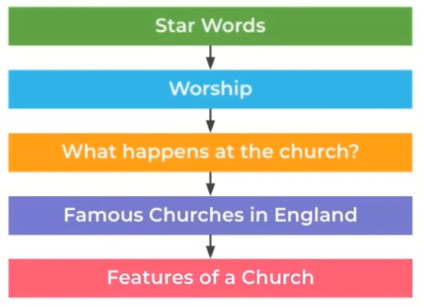 Star Words
Worship
What happens at the church?
Famous Churches in England
Features of a Church